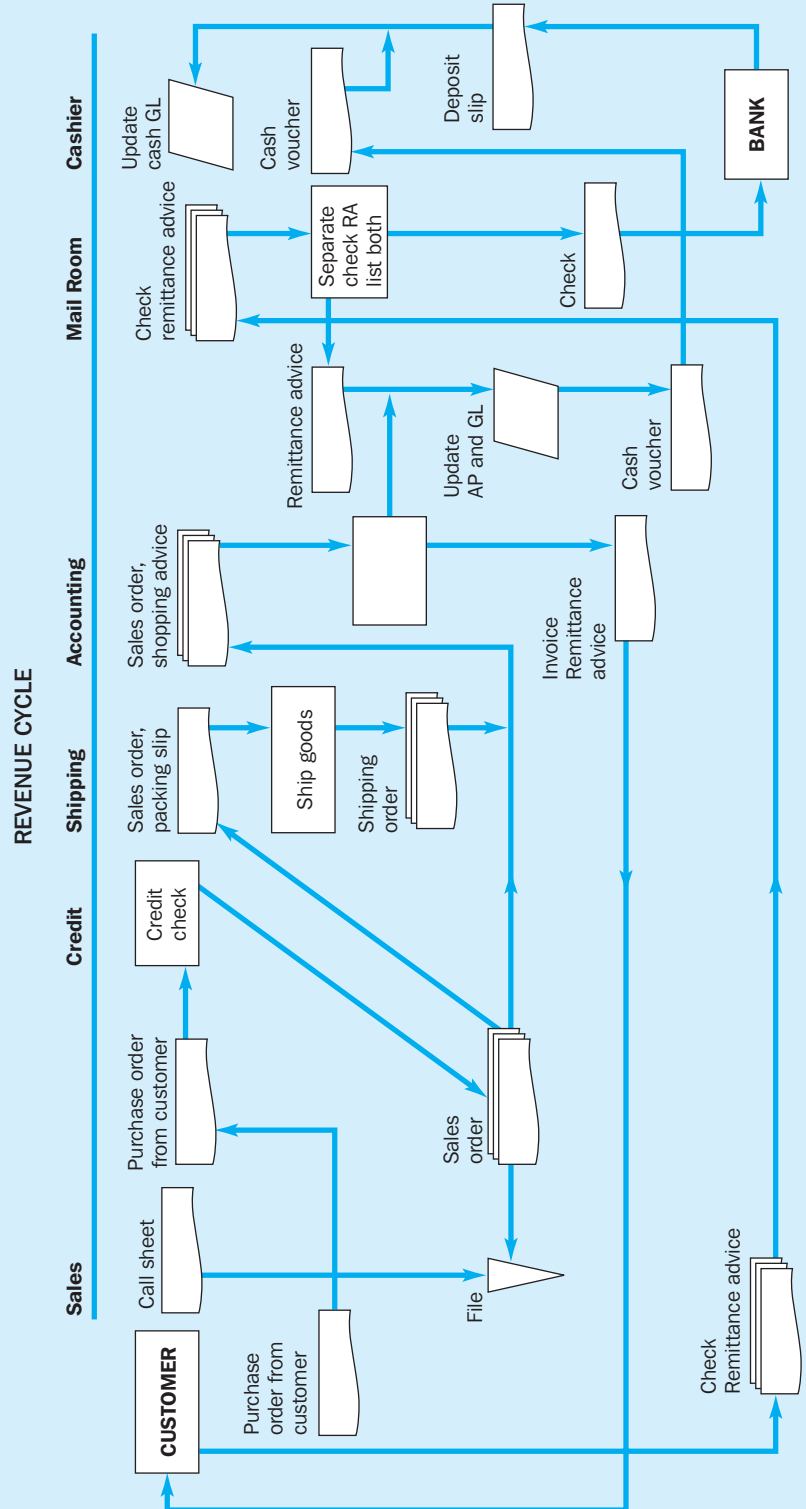 REVENUE CYCLE
Sales
Credit
Shipping
Accounting
Mail Room
Cashier
CUSTOMER
Call sheet
Purchase order
from customer
Credit
check
Sales order,
packing slip
Sales order,
shopping advice
Check
remittance advice
Update
cash GL
Purchase
order from
customer
Ship goods
Remittance advice
Separate
check RA
list both
Cash
voucher
File
Sales
order
Shipping
order
Update
AP and GL
Deposit
slip
Invoice
Remittance
advice
Cash
voucher
Check
BANK
Check
Remittance advice